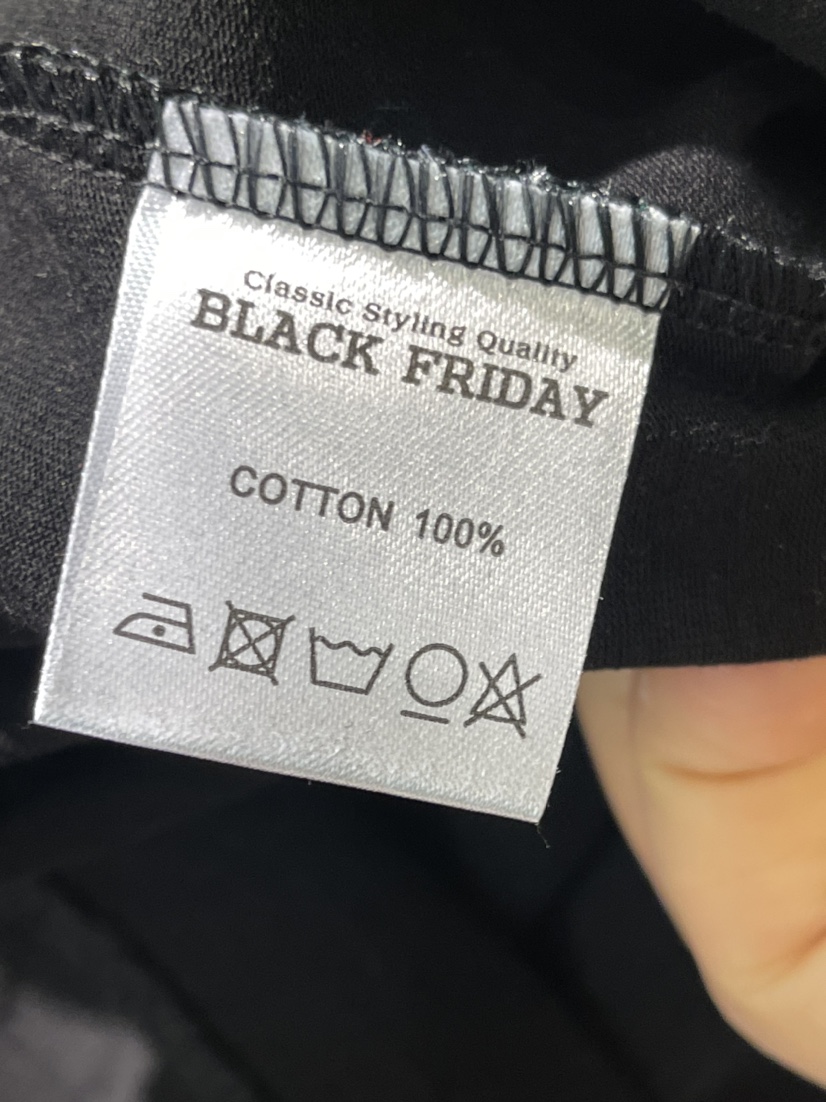 Classic Styling Quality
BLACK FRIDAY
COTTON 100%